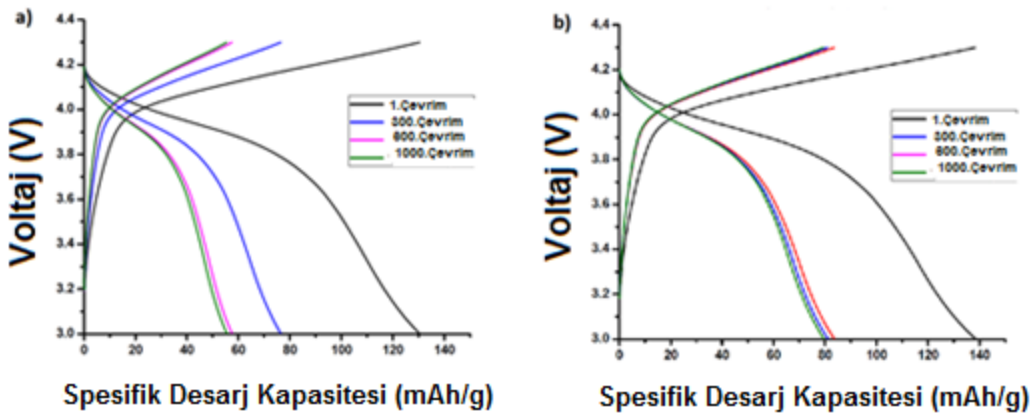 a)
4.4
4.2
4.0
3.8
3.6
3.4
3.2
3.0
Voltaj (V)
1.Çevrim
300.Çevrim
600.Çevrim
. 1000.Çevrim
0 20 40 60 80 100 120 140
Spesifik Desarj Kapasitesi (mAh/g)
b)
4.4
4.2
4.0
3.8
3.6
3.4
3.2
3.0
Voltaj (V)
1.Çevrim
300.Çevrim
600.Çevrim
. 1000.Çevrim
0 20 40 60 80 100 120 140
Spesifik Desarj Kapasitesi (mAh/g)